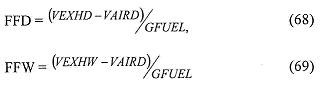 FFD = (VEXHD – VAIRD)/GFUEL, (68)
FFW = (VEXHW – VAIRD)/GFUEL (69)